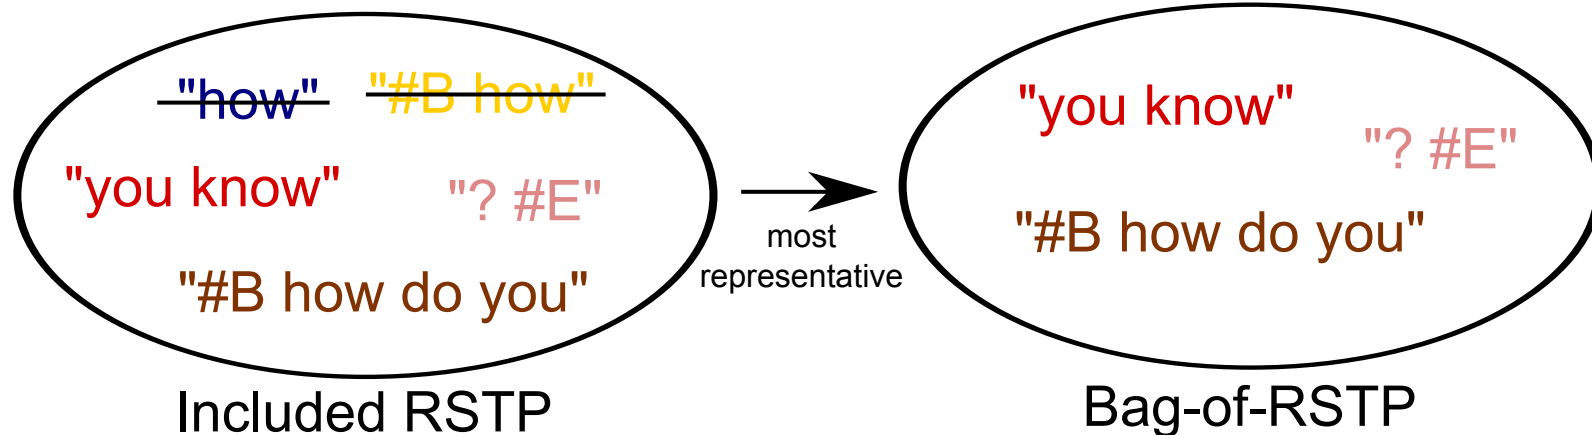 "how"
"#B how"
"you know"
"? #E"
"#B how do you"
Included RSTP
most
representative
"you know"
"? #E"
"#B how do you"
Bag-of-RSTP